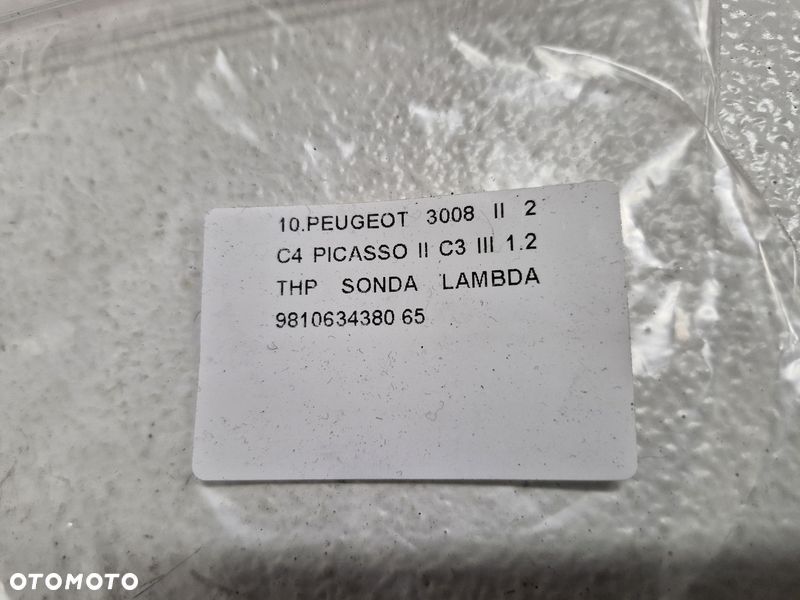 10.PEUGEOT 3008 II 2
C4 PICASSO II C3 III 1.2
THP SONDA LAMBDA
9810634380 65
OTOMOTO